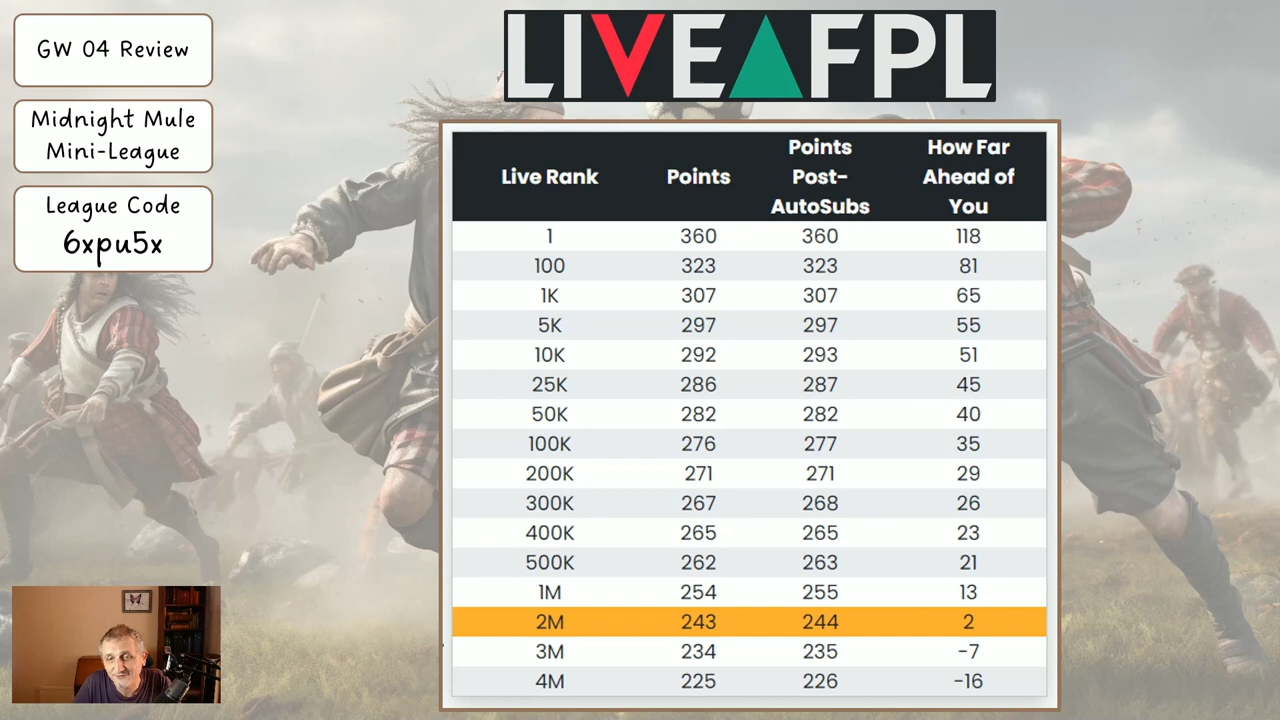 GW 04 Review
Midnight Mule
Mini-League
League Code
6xpu5x
LIVEFPL
Live Rank Points Points Post-AutoSubs How Far Ahead of You
1 360 360 118
100 323 323 81
1K 307 307 65
5K 297 297 55
10K 292 293 51
25K 286 287 45
50K 282 282 40
100K 276 277 35
200K 271 271 29
300K 267 268 26
400K 265 265 23
500K 262 263 21
1M 254 255 13
2M 243 244 2
3M 234 235 -7
4M 225 226 -16